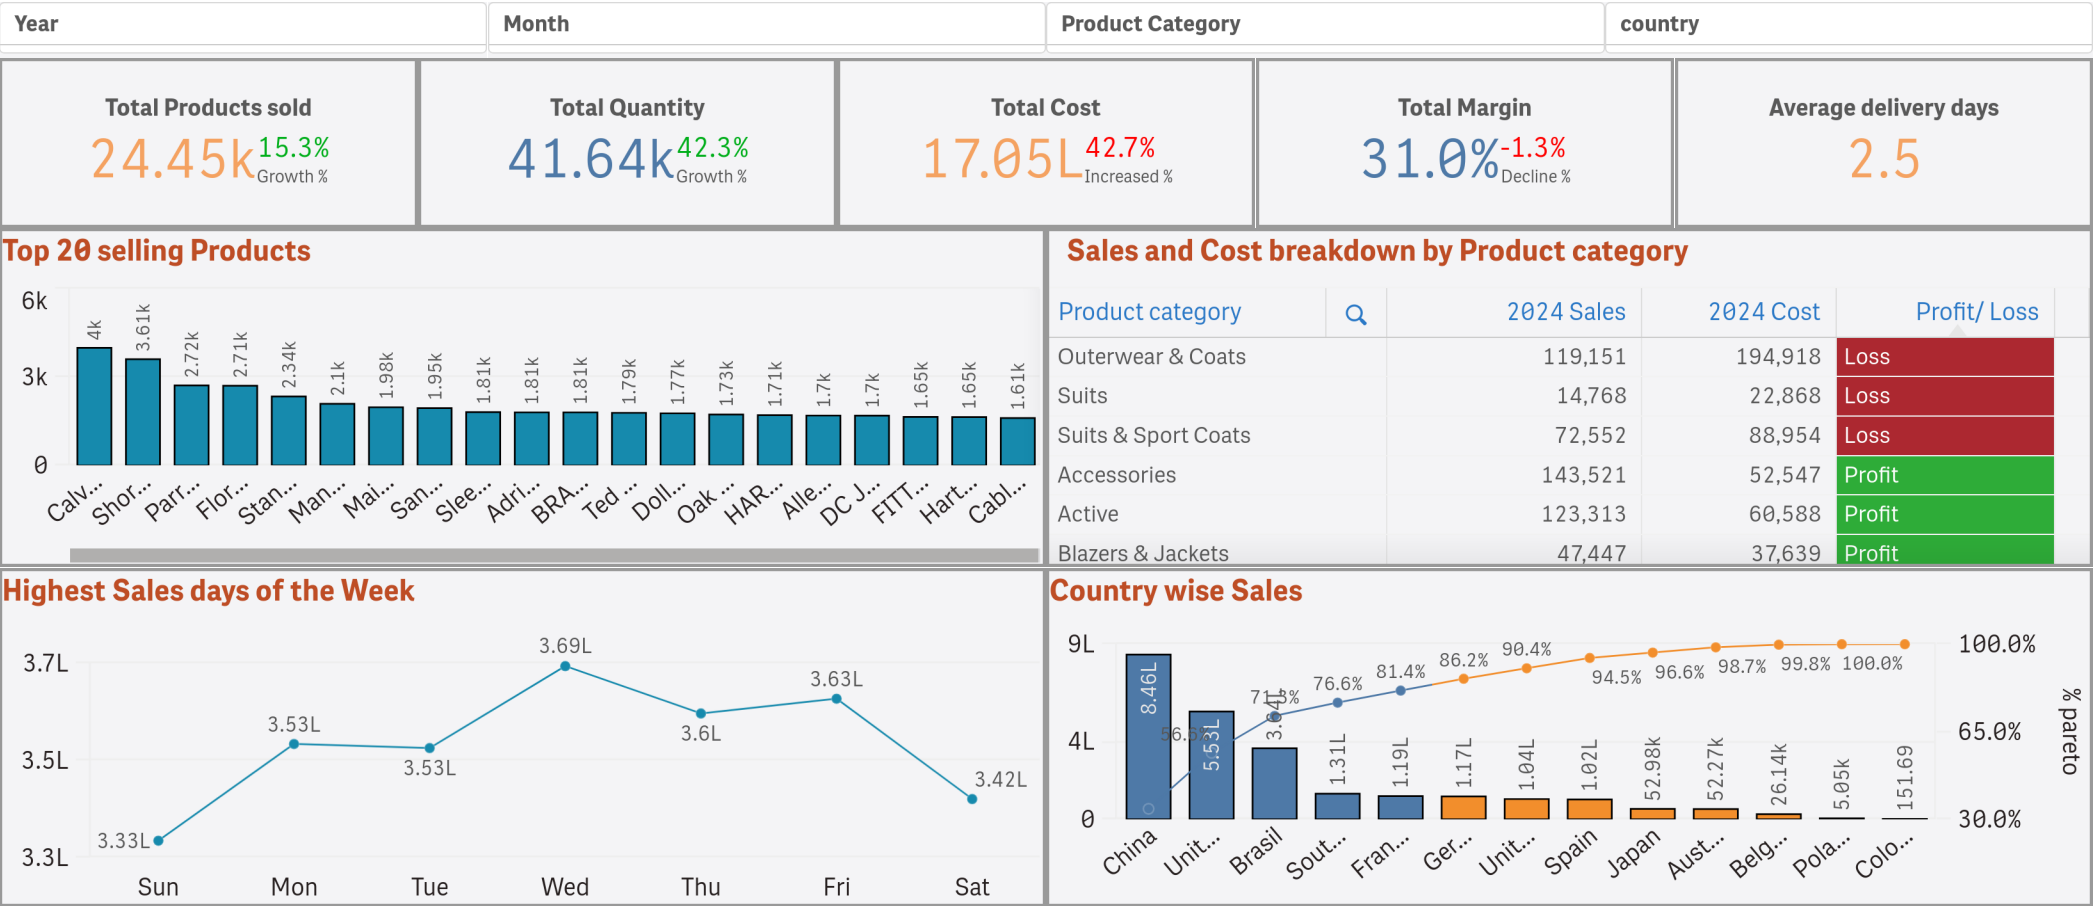 Year
Month
Product Category
country
Total Products sold
24.45k 15.3%
Growth %
Total Quantity
41.64k 42.3%
Growth %
Total Cost
17.05L 42.7%
Increased %
Total Margin
31.0% -1.3%
Decline %
Average delivery days
2.5
Top 20 selling Products
6k
3k
0
4k
3.61k
2.72k
2.71k
2.34k
2.1k
1.98k
1.95k
1.81k
1.81k
1.81k
1.79k
1.77k
1.73k
1.71k
1.7k
1.7k
1.65k
1.65k
1.61k
Calv...
Shor...
Parr...
Flor...
Stan...
Man...
Mai...
San...
Slee...
Adri...
BRA...
Ted ...
Doll...
Oak ...
HAR...
Alle...
DC J...
FITT...
Hart...
Cabl...
Sales and Cost breakdown by Product category
Product category 2024 Sales 2024 Cost Profit/ Loss
Outerwear & Coats 119,151 194,918 Loss
Suits 14,768 22,868 Loss
Suits & Sport Coats 72,552 88,954 Loss
Accessories 143,521 52,547 Profit
Active 123,313 60,588 Profit
Blazers & Jackets 47,447 37,639 Profit
Highest Sales days of the Week
3.7L
3.5L
3.3L
3.33L
3.53L
3.53L
3.69L
3.6L
3.63L
3.42L
Sun
Mon
Tue
Wed
Thu
Fri
Sat
Country wise Sales
9L
4L
0
8.46L
5.53L
1.31L
1.19L
1.17L
1.04L
1.02L
52.98k
52.27k
26.14k
5.05k
151.69
71.3%
76.6%
81.4%
86.2%
90.4%
94.5%
96.6%
98.7%
99.8%
100.0%
100.0%
65.0%
30.0%
% pareto
China
Unit...
Brasil
Sout...
Fran...
Ger...
Unit...
Spain
Japan
Aust...
Belg...
Pola...
Colo...